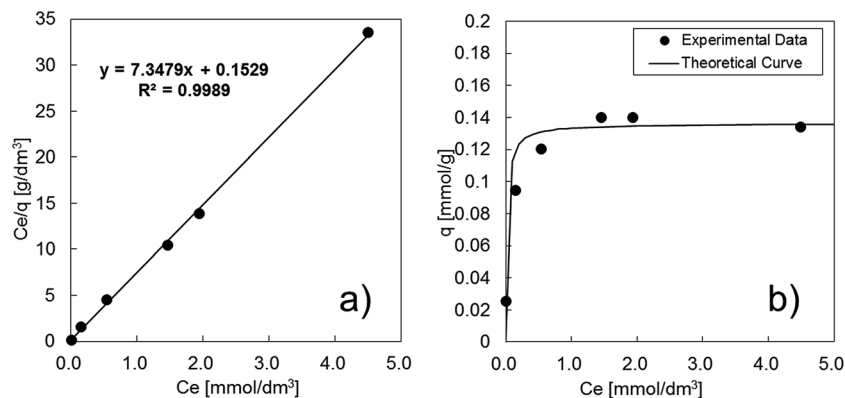 35
30
25
20
15
10
5
0
Ce/q [g/dm³]
y = 7.3479x + 0.1529
R² = 0.9989
a)
0.0 1.0 2.0 3.0 4.0 5.0
Ce [mmol/dm³]
0.2
0.18
0.16
0.14
0.12
0.1
0.08
0.06
0.04
0.02
0
q [mmol/g]
Experimental Data
Theoretical Curve
b)
0.0 1.0 2.0 3.0 4.0 5.0
Ce [mmol/dm³]